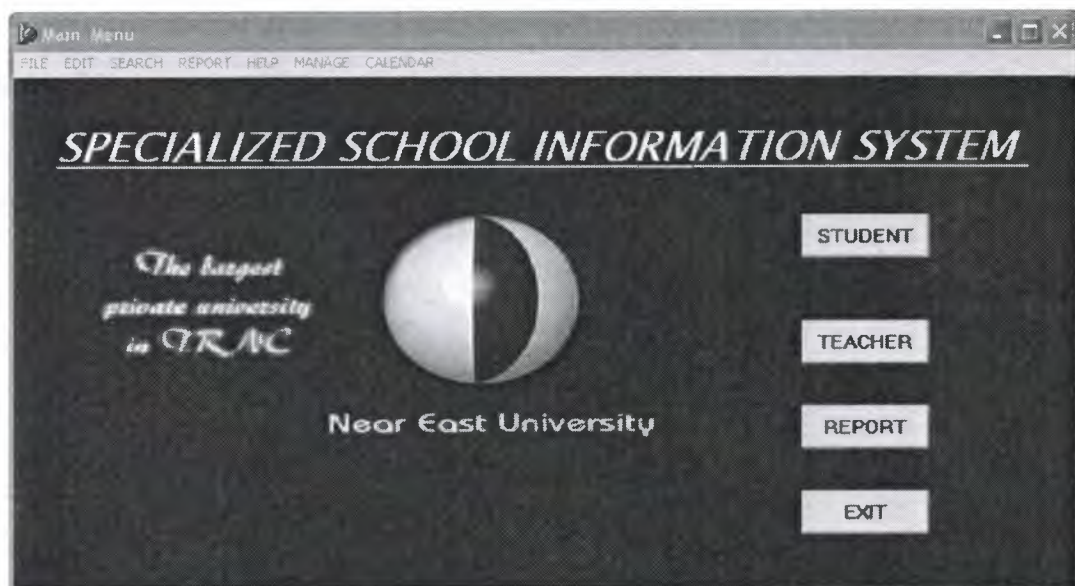 Main Menu
FILE EDIT SEARCH REPORT HELP MANAGE CALENDAR
SPECIALIZED SCHOOL INFORMATION SYSTEM
The largest
private university
in TRNC
Near East University
STUDENT
TEACHER
REPORT
EXIT